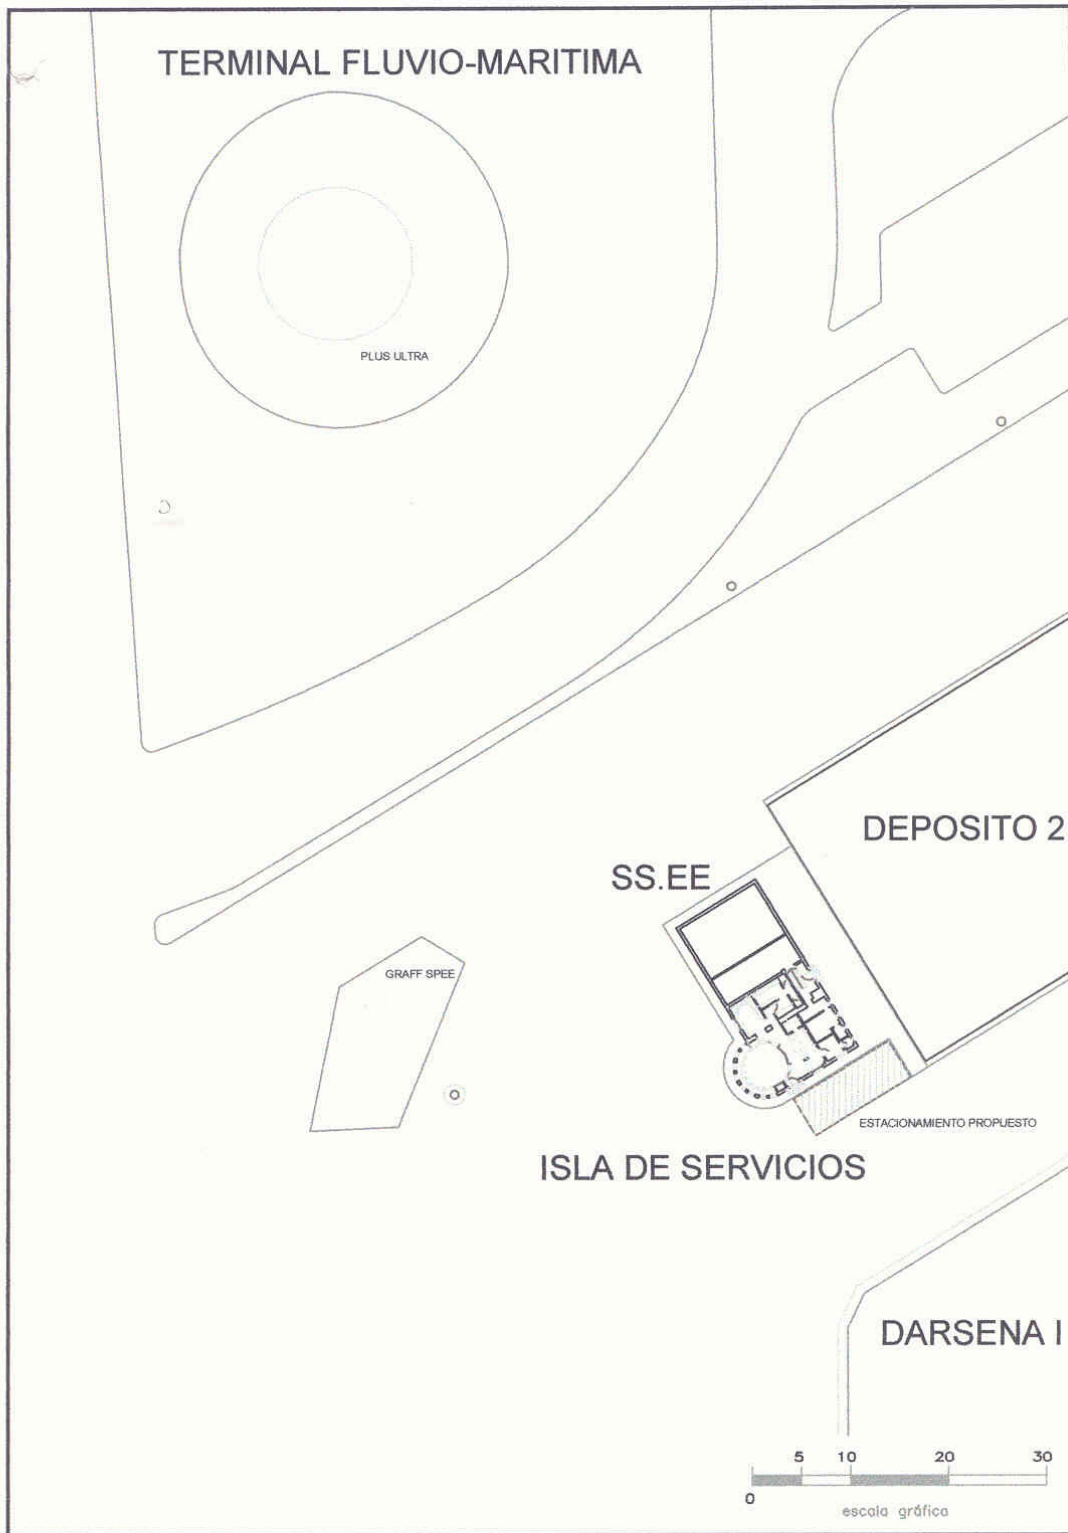 TERMINAL FLUVIO-MARITIMA
PLUS ULTRA
DEPOSITO 2
SS.EE
GRAFF SPEE
ESTACIONAMIENTO PROPUESTO
ISLA DE SERVICIOS
DARSENA I
5 10 20 30
0
escala gráfica